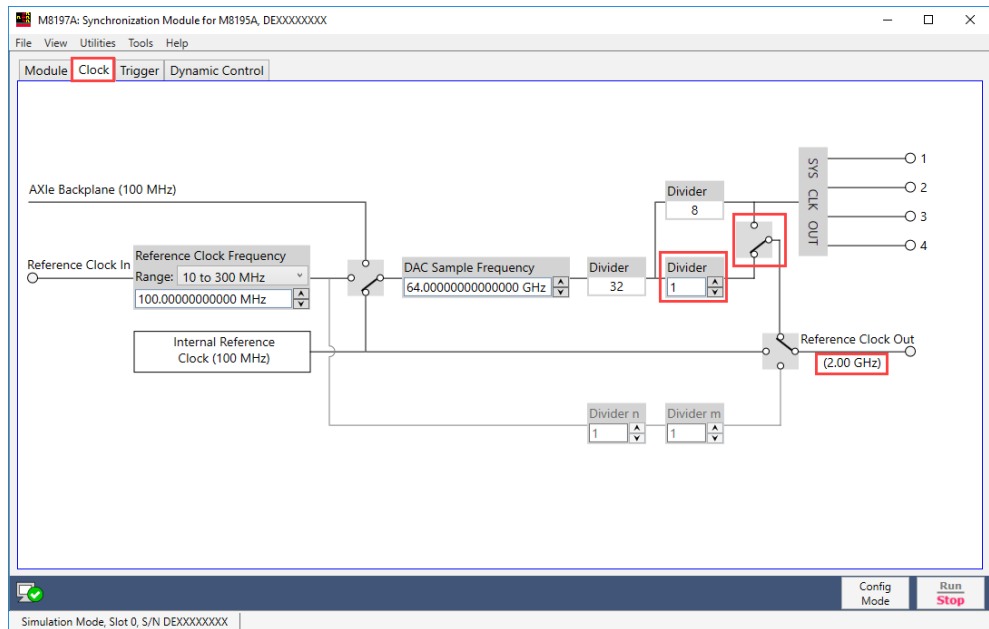 M8197A: Synchronization Module for M8195A, DEXXXXXXXX
File View Utilities Tools Help
Module Clock Trigger Dynamic Control
AXIe Backplane (100 MHz)
Reference Clock In
Reference Clock Frequency
Range: 10 to 300 MHz
100.00000000000 MHz
Internal Reference
Clock (100 MHz)
DAC Sample Frequency
64.00000000000000 GHz
Divider
32
Divider
8
Divider
1
Divider n
1
Divider m
1
SYS CLK OUT
1
2
3
4
Reference Clock Out
(2.00 GHz)
Config
Mode
Run
Stop
Simulation Mode, Slot 0, S/N DEXXXXXXXX